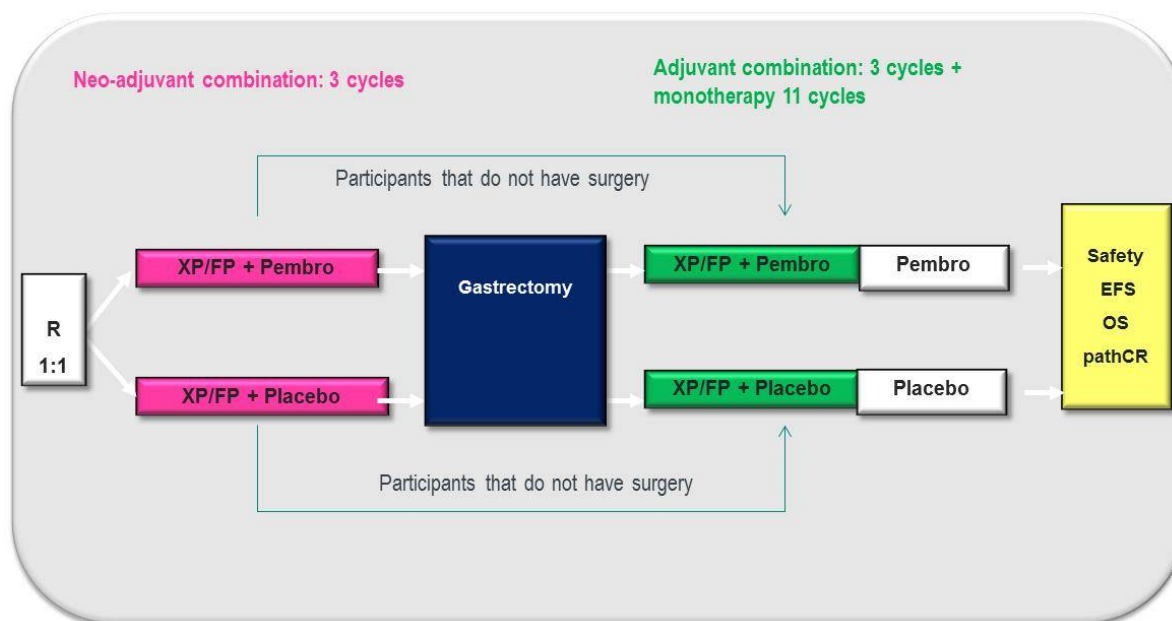 Neo-adjuvant combination: 3 cycles
Adjuvant combination: 3 cycles +
monotherapy 11 cycles
Participants that do not have surgery
R
1:1
XP/FP + Pembro
XP/FP + Placebo
Gastrectomy
XP/FP + Pembro
Pembro
XP/FP + Placebo
Placebo
Safety
EFS
OS
pathCR
Participants that do not have surgery